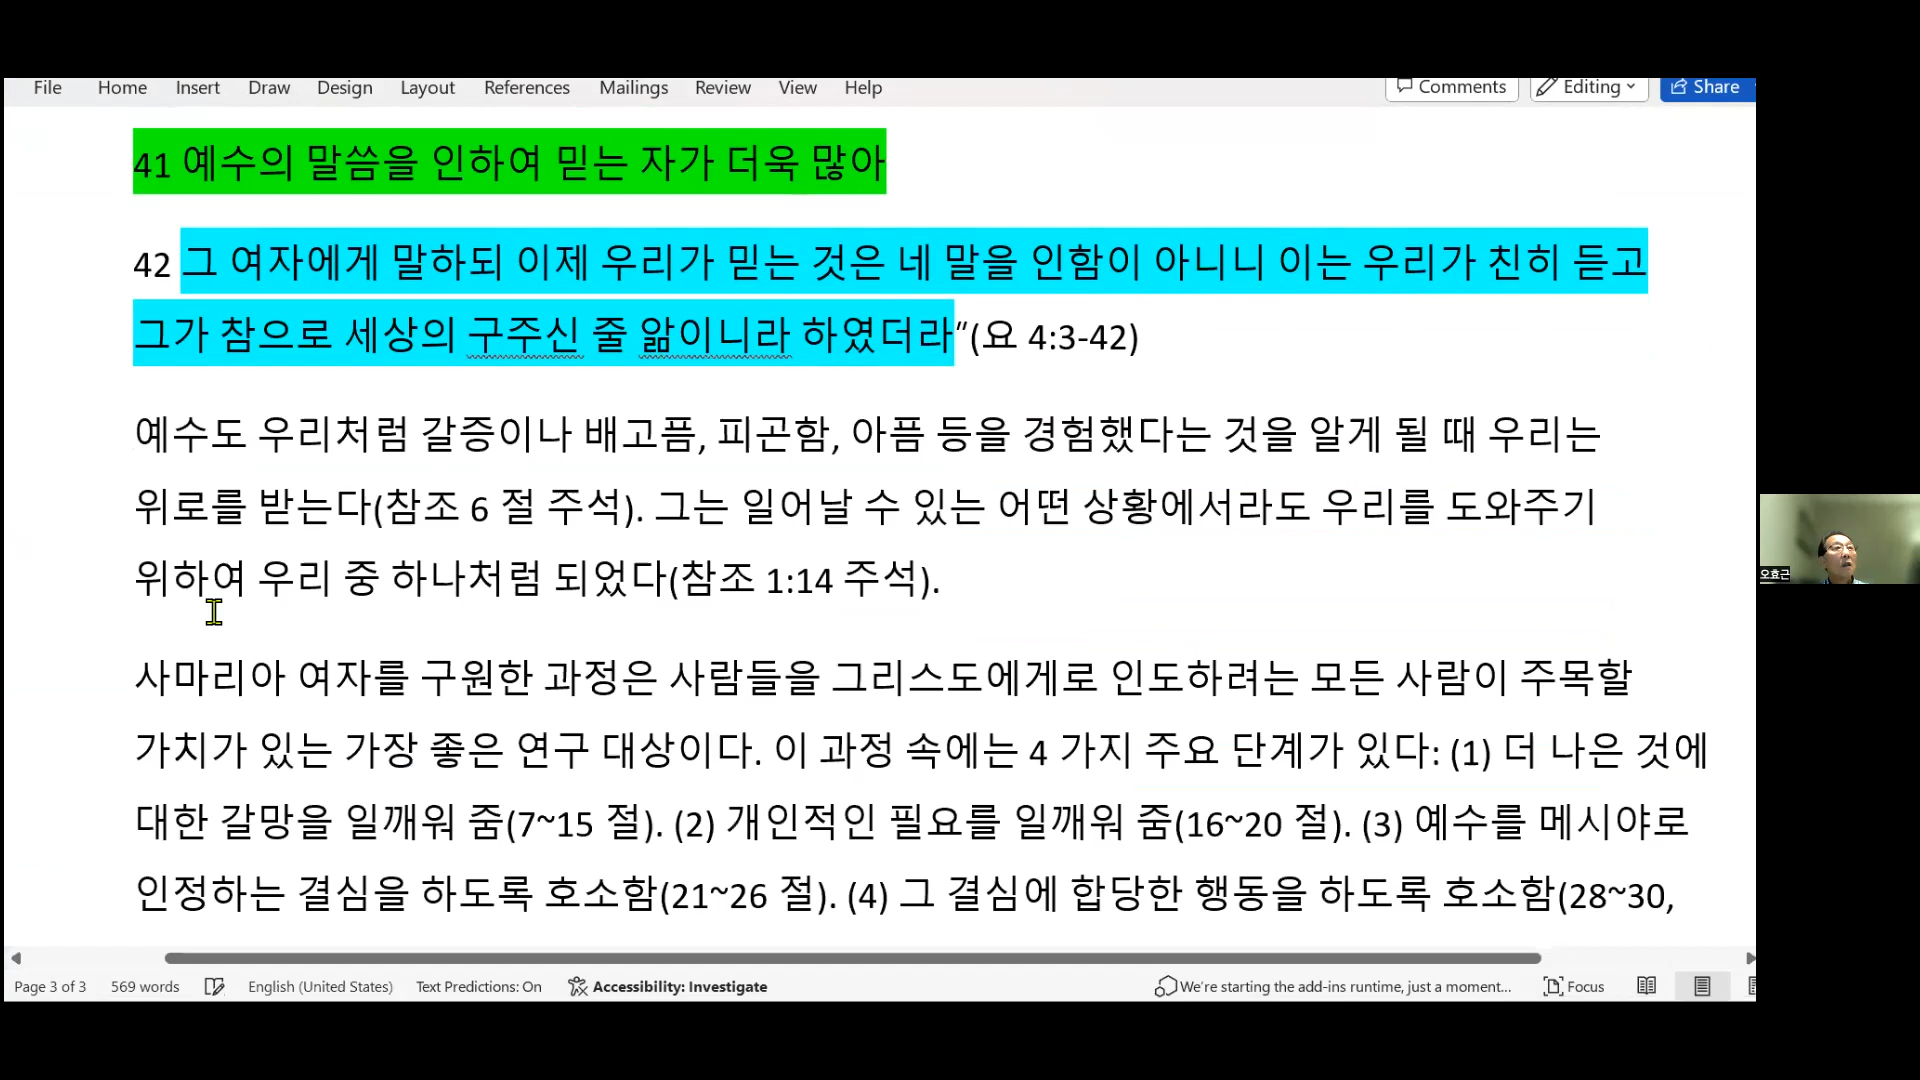 File Home Insert Draw Design Layout References Mailings Review View Help Comments Editing Share
41 예수의 말씀을 인하여 믿는 자가 더욱 많아
42 그 여자에게 말하되 이제 우리가 믿는 것은 네 말을 인함이 아니니 이는 우리가 친히 듣고
그가 참으로 세상의 구주신 줄 앎이니라 하였더라”(요 4:3-42)
예수도 우리처럼 갈증이나 배고픔, 피곤함, 아픔 등을 경험했다는 것을 알게 될 때 우리는
위로를 받는다(참조 6 절 주석). 그는 일어날 수 있는 어떤 상황에서라도 우리를 도와주기
위하여 우리 중 하나처럼 되었다(참조 1:14 주석).
오효근
사마리아 여자를 구원한 과정은 사람들을 그리스도에게로 인도하려는 모든 사람이 주목할
가치가 있는 가장 좋은 연구 대상이다. 이 과정 속에는 4 가지 주요 단계가 있다: (1) 더 나은 것에
대한 갈망을 일깨워 줌(7~15 절). (2) 개인적인 필요를 일깨워 줌(16~20 절). (3) 예수를 메시야로
인정하는 결심을 하도록 호소함(21~26 절). (4) 그 결심에 합당한 행동을 하도록 호소함(28~30,
Page 3 of 3 569 words English (United States) Text Predictions: On Accessibility: Investigate We're starting the add-ins runtime, just a moment... Focus